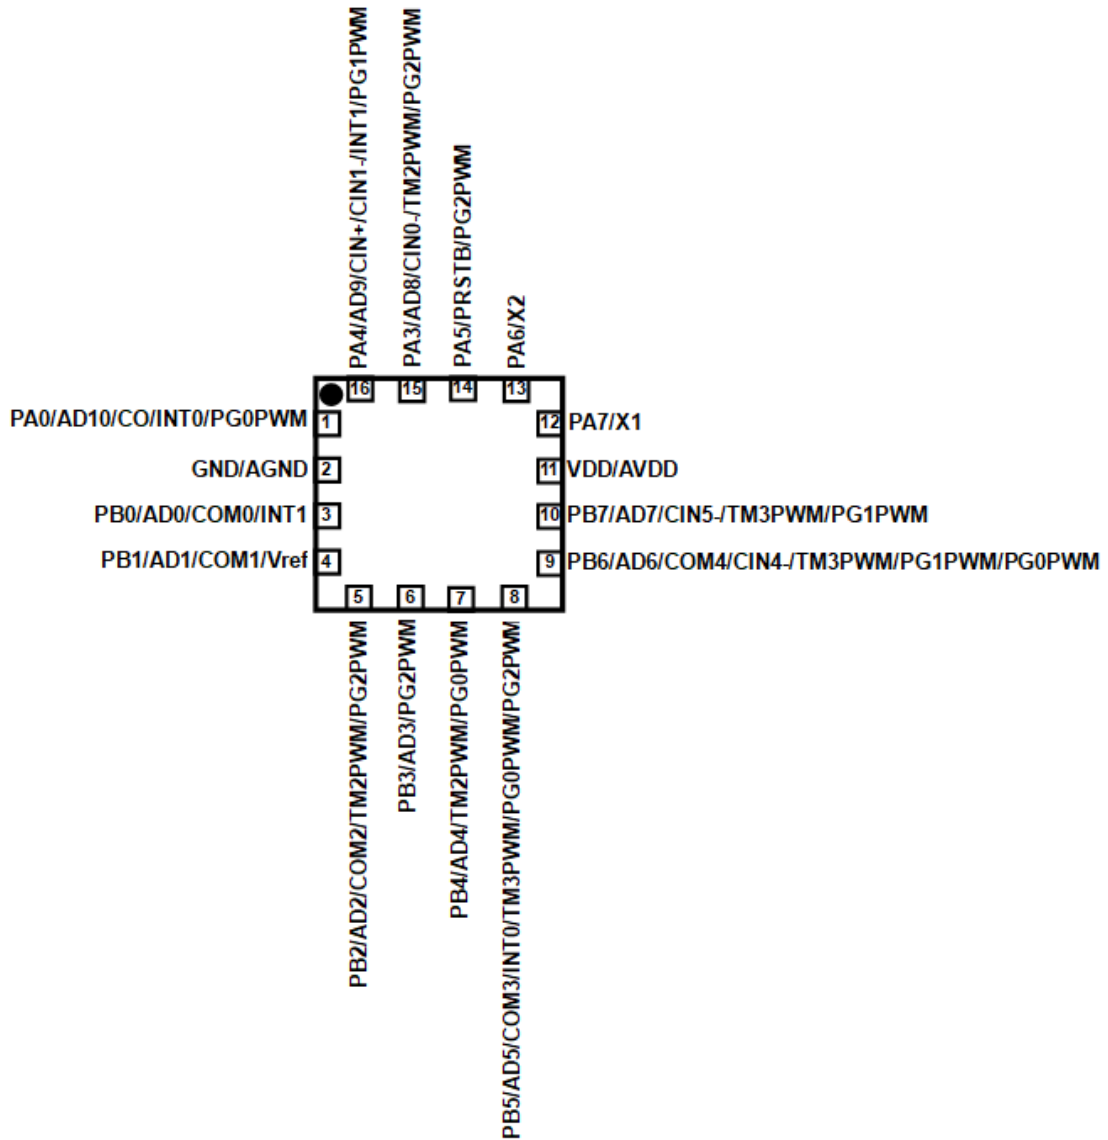 PA4/AD9/CIN+/CIN1-/INT1/PG1PWM
PA3/AD8/CIN0-/TM2PWM/PG2PWM
PA5/PRSTB/PG2PWM
PA6/X2
16
15
14
13
PA0/AD10/CO/INT0/PG0PWM 1
12 PA7/X1
GND/AGND 2
11 VDD/AVDD
PB0/AD0/COM0/INT1 3
10 PB7/AD7/CIN5-/TM3PWM/PG1PWM
PB1/AD1/COM1/Vref 4
9 PB6/AD6/COM4/CIN4-/TM3PWM/PG1PWM/PG0PWM
5
6
7
8
PB2/AD2/COM2/TM2PWM/PG2PWM
PB3/AD3/PG2PWM
PB4/AD4/TM2PWM/PG0PWM
PB5/AD5/COM3/INT0/TM3PWM/PG0PWM/PG2PWM